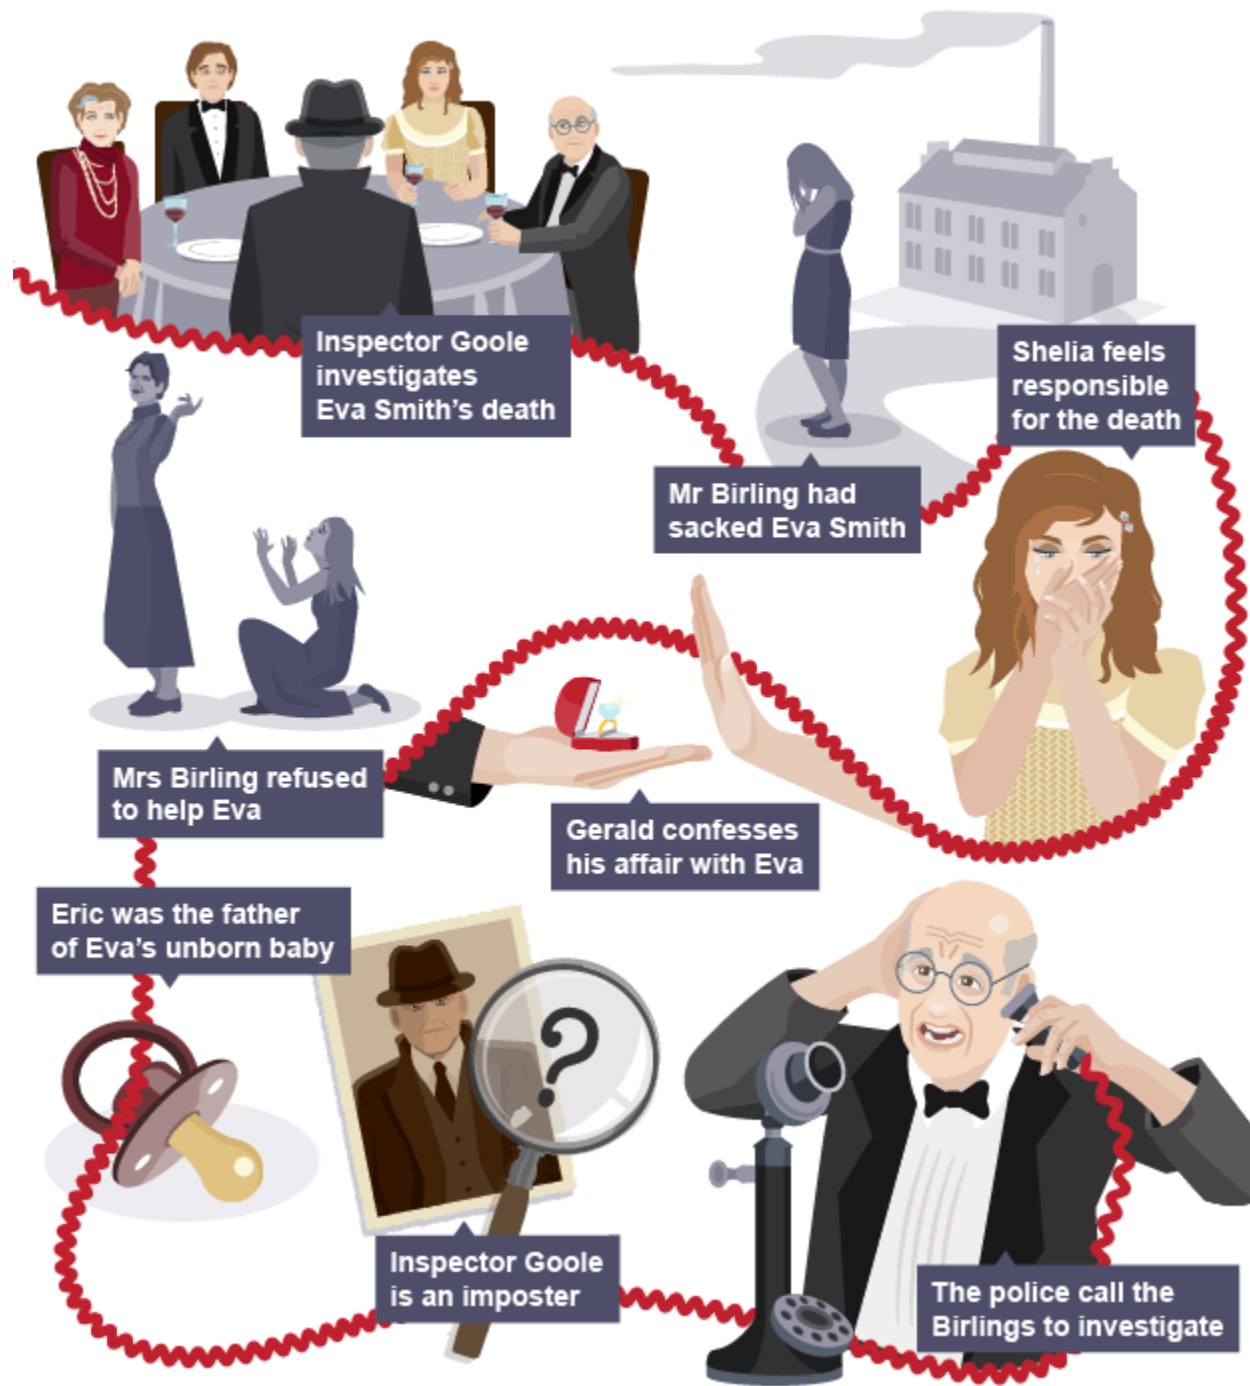 Inspector Goole
investigates
Eva Smith's death
Mr Birling had
sacked Eva Smith
Shelia feels
responsible
for the death
Gerald confesses
his affair with Eva
Mrs Birling refused
to help Eva
Eric was the father
of Eva's unborn baby
?
Inspector Goole
is an imposter
The police call the
Birlings to investigate